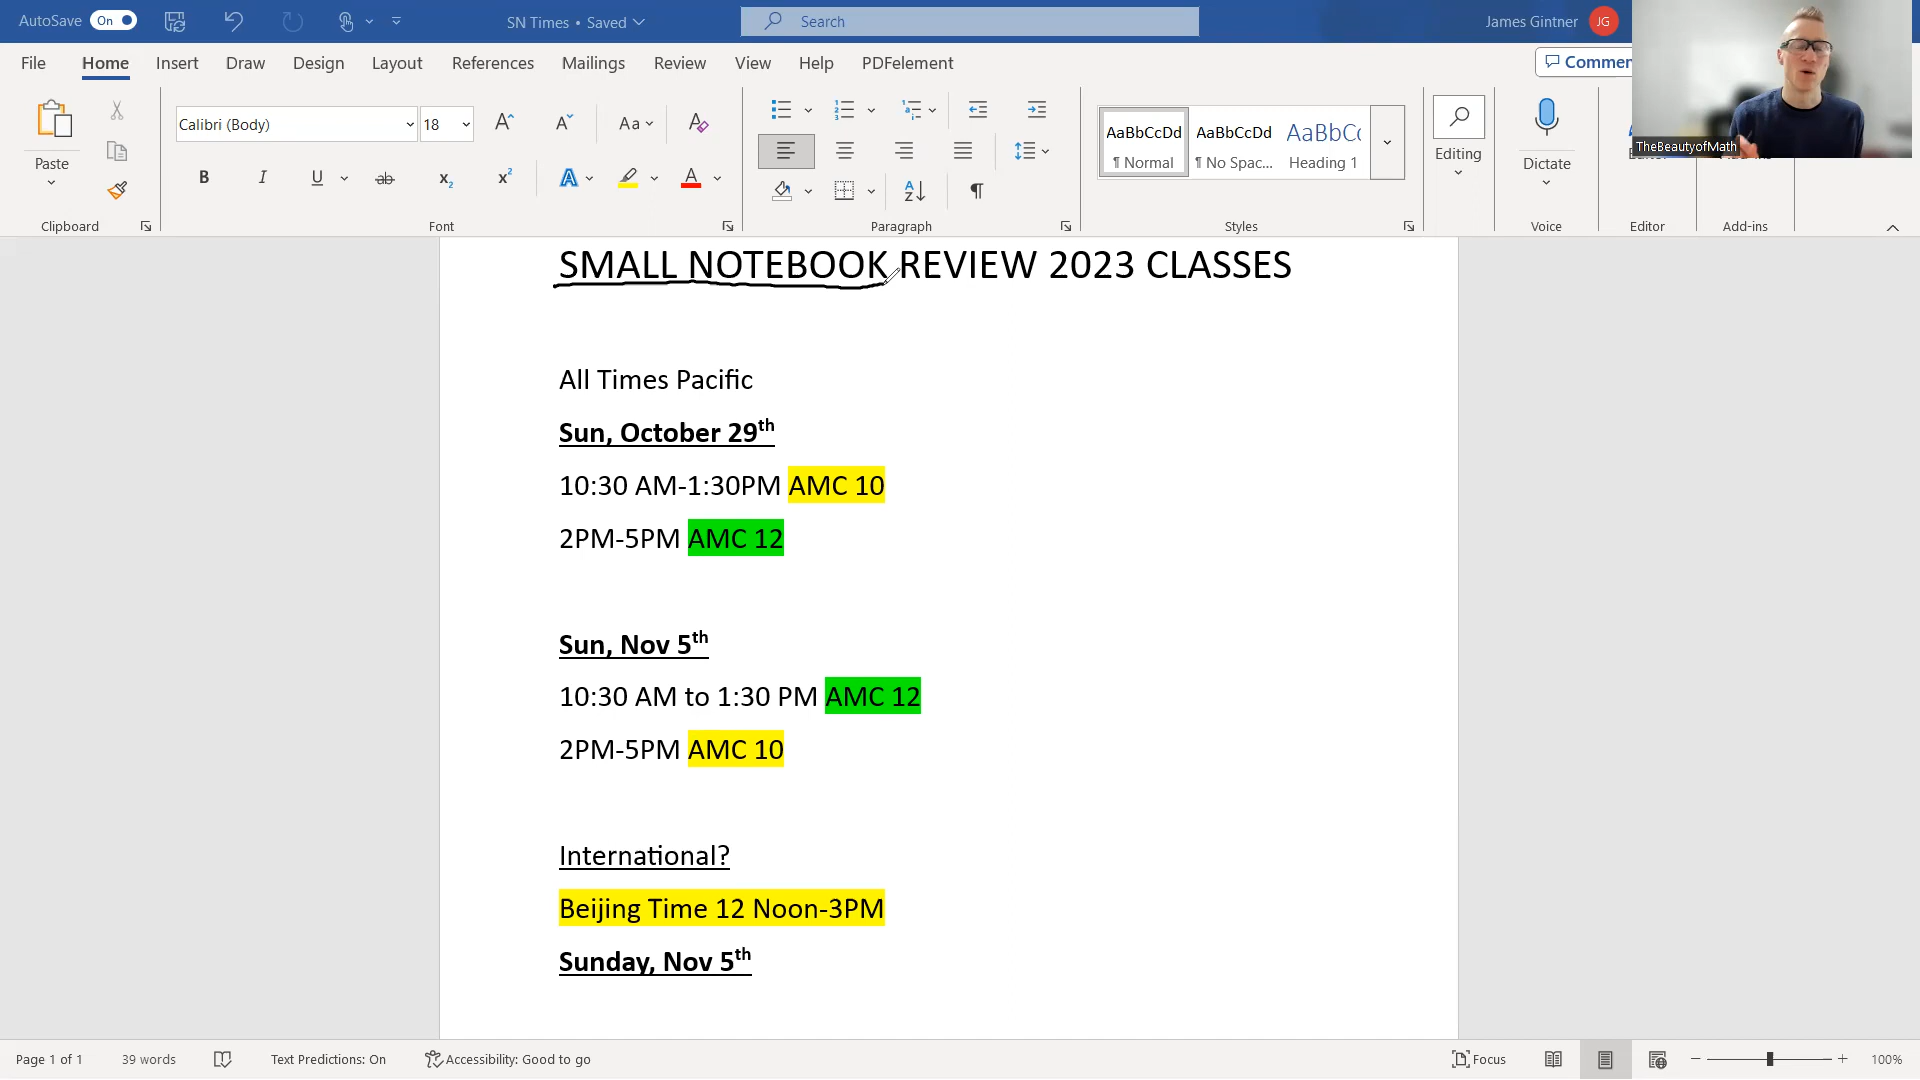 AutoSave On SN Times • Saved Search James Gintner JG
File Home Insert Draw Design Layout References Mailings Review View Help PDFelement
TheBeautyofMath
Calibri (Body) 18 Aa
AaBbCcDd AaBbCcDd AaBbCc
Paste ¶ Normal ¶ No Spac... Heading 1 Editing Dictate
B I U ab x₂ x² A A A Z ¶
Clipboard Font Paragraph Styles Voice Editor Add-ins
SMALL NOTEBOOK REVIEW 2023 CLASSES
All Times Pacific
Sun, October 29th
10:30 AM-1:30PM AMC 10
2PM-5PM AMC 12
Sun, Nov 5th
10:30 AM to 1:30 PM AMC 12
2PM-5PM AMC 10
International?
Beijing Time 12 Noon-3PM
Sunday, Nov 5th
Page 1 of 1 39 words Text Predictions: On Accessibility: Good to go Focus 100%